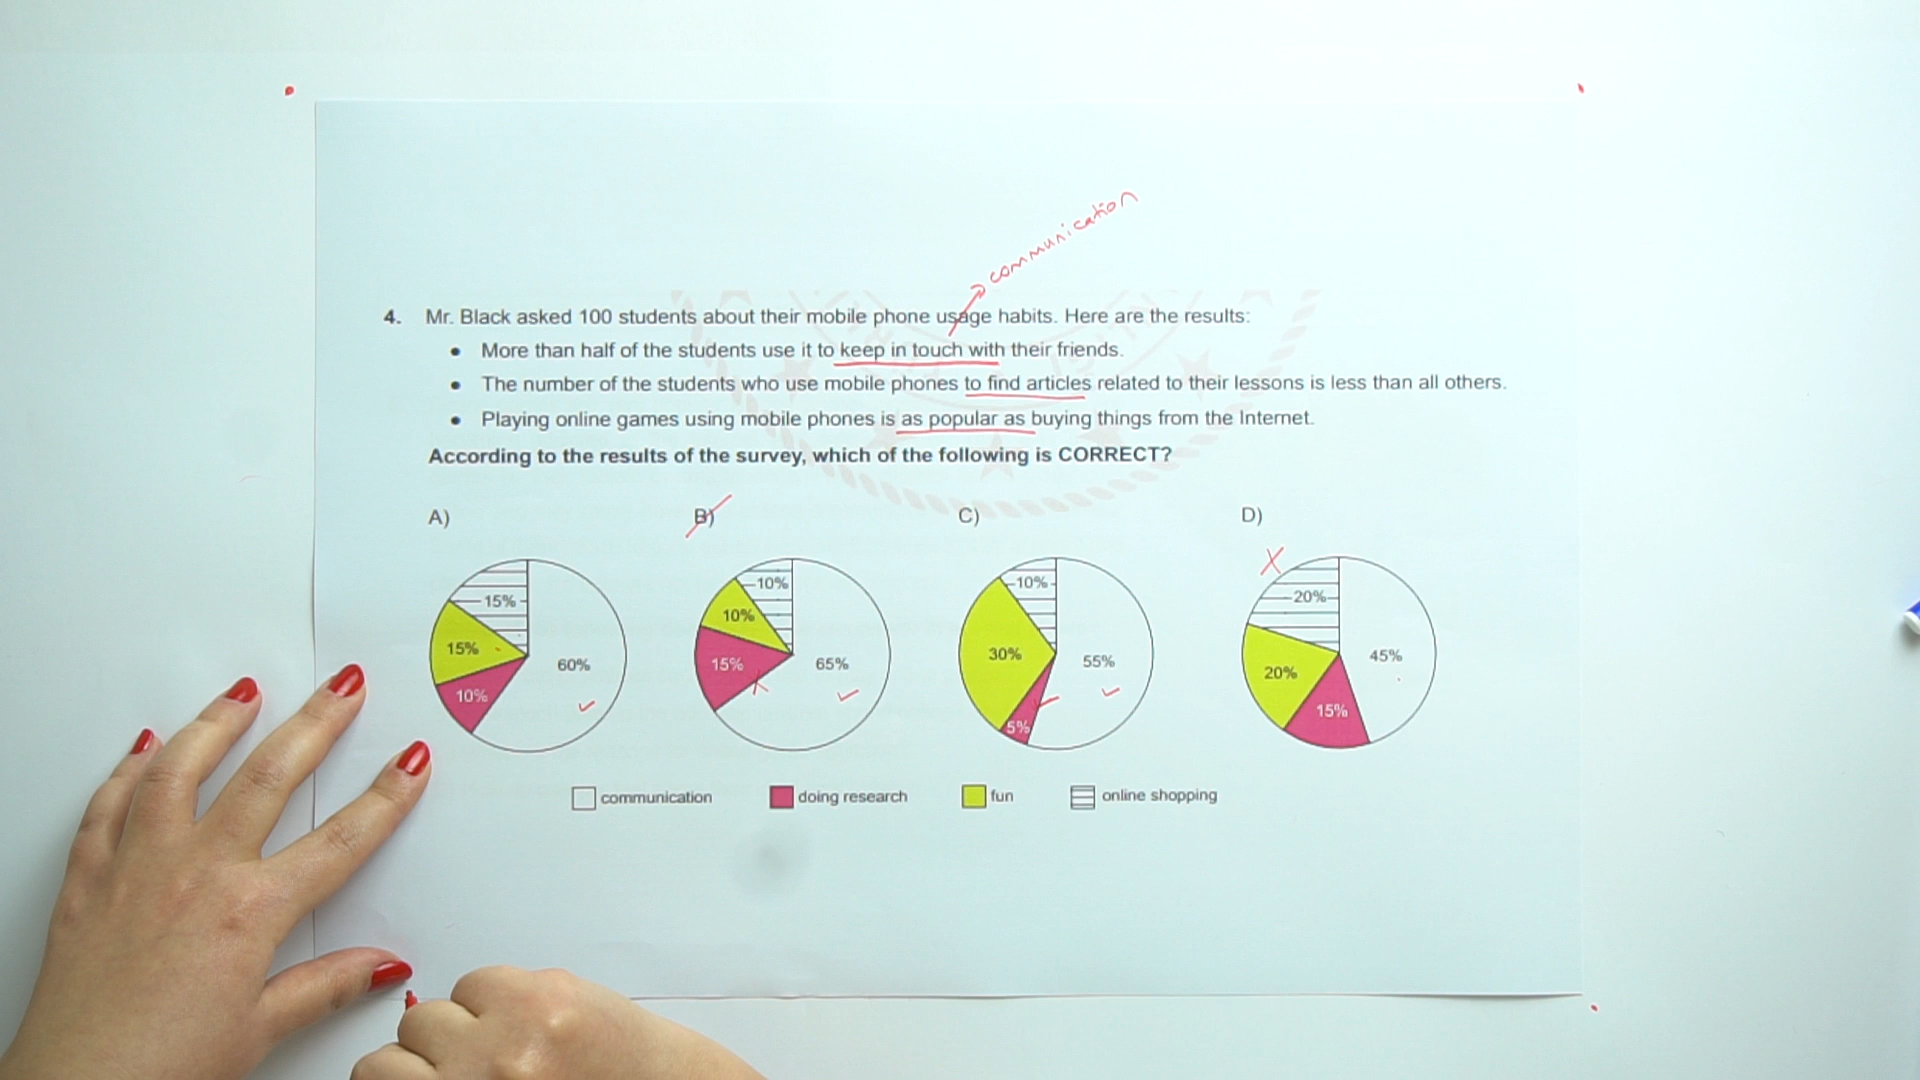 communication
4. Mr. Black asked 100 students about their mobile phone usage habits. Here are the results:
• More than half of the students use it to keep in touch with their friends.
• The number of the students who use mobile phones to find articles related to their lessons is less than all others.
• Playing online games using mobile phones is as popular as buying things from the Internet.
According to the results of the survey, which of the following is CORRECT?
A) B) C) D)
15% 15% 10% 60%
10% 10% 15% 65%
10% 30% 5% 55%
20% 20% 15% 45%
communication doing research fun online shopping